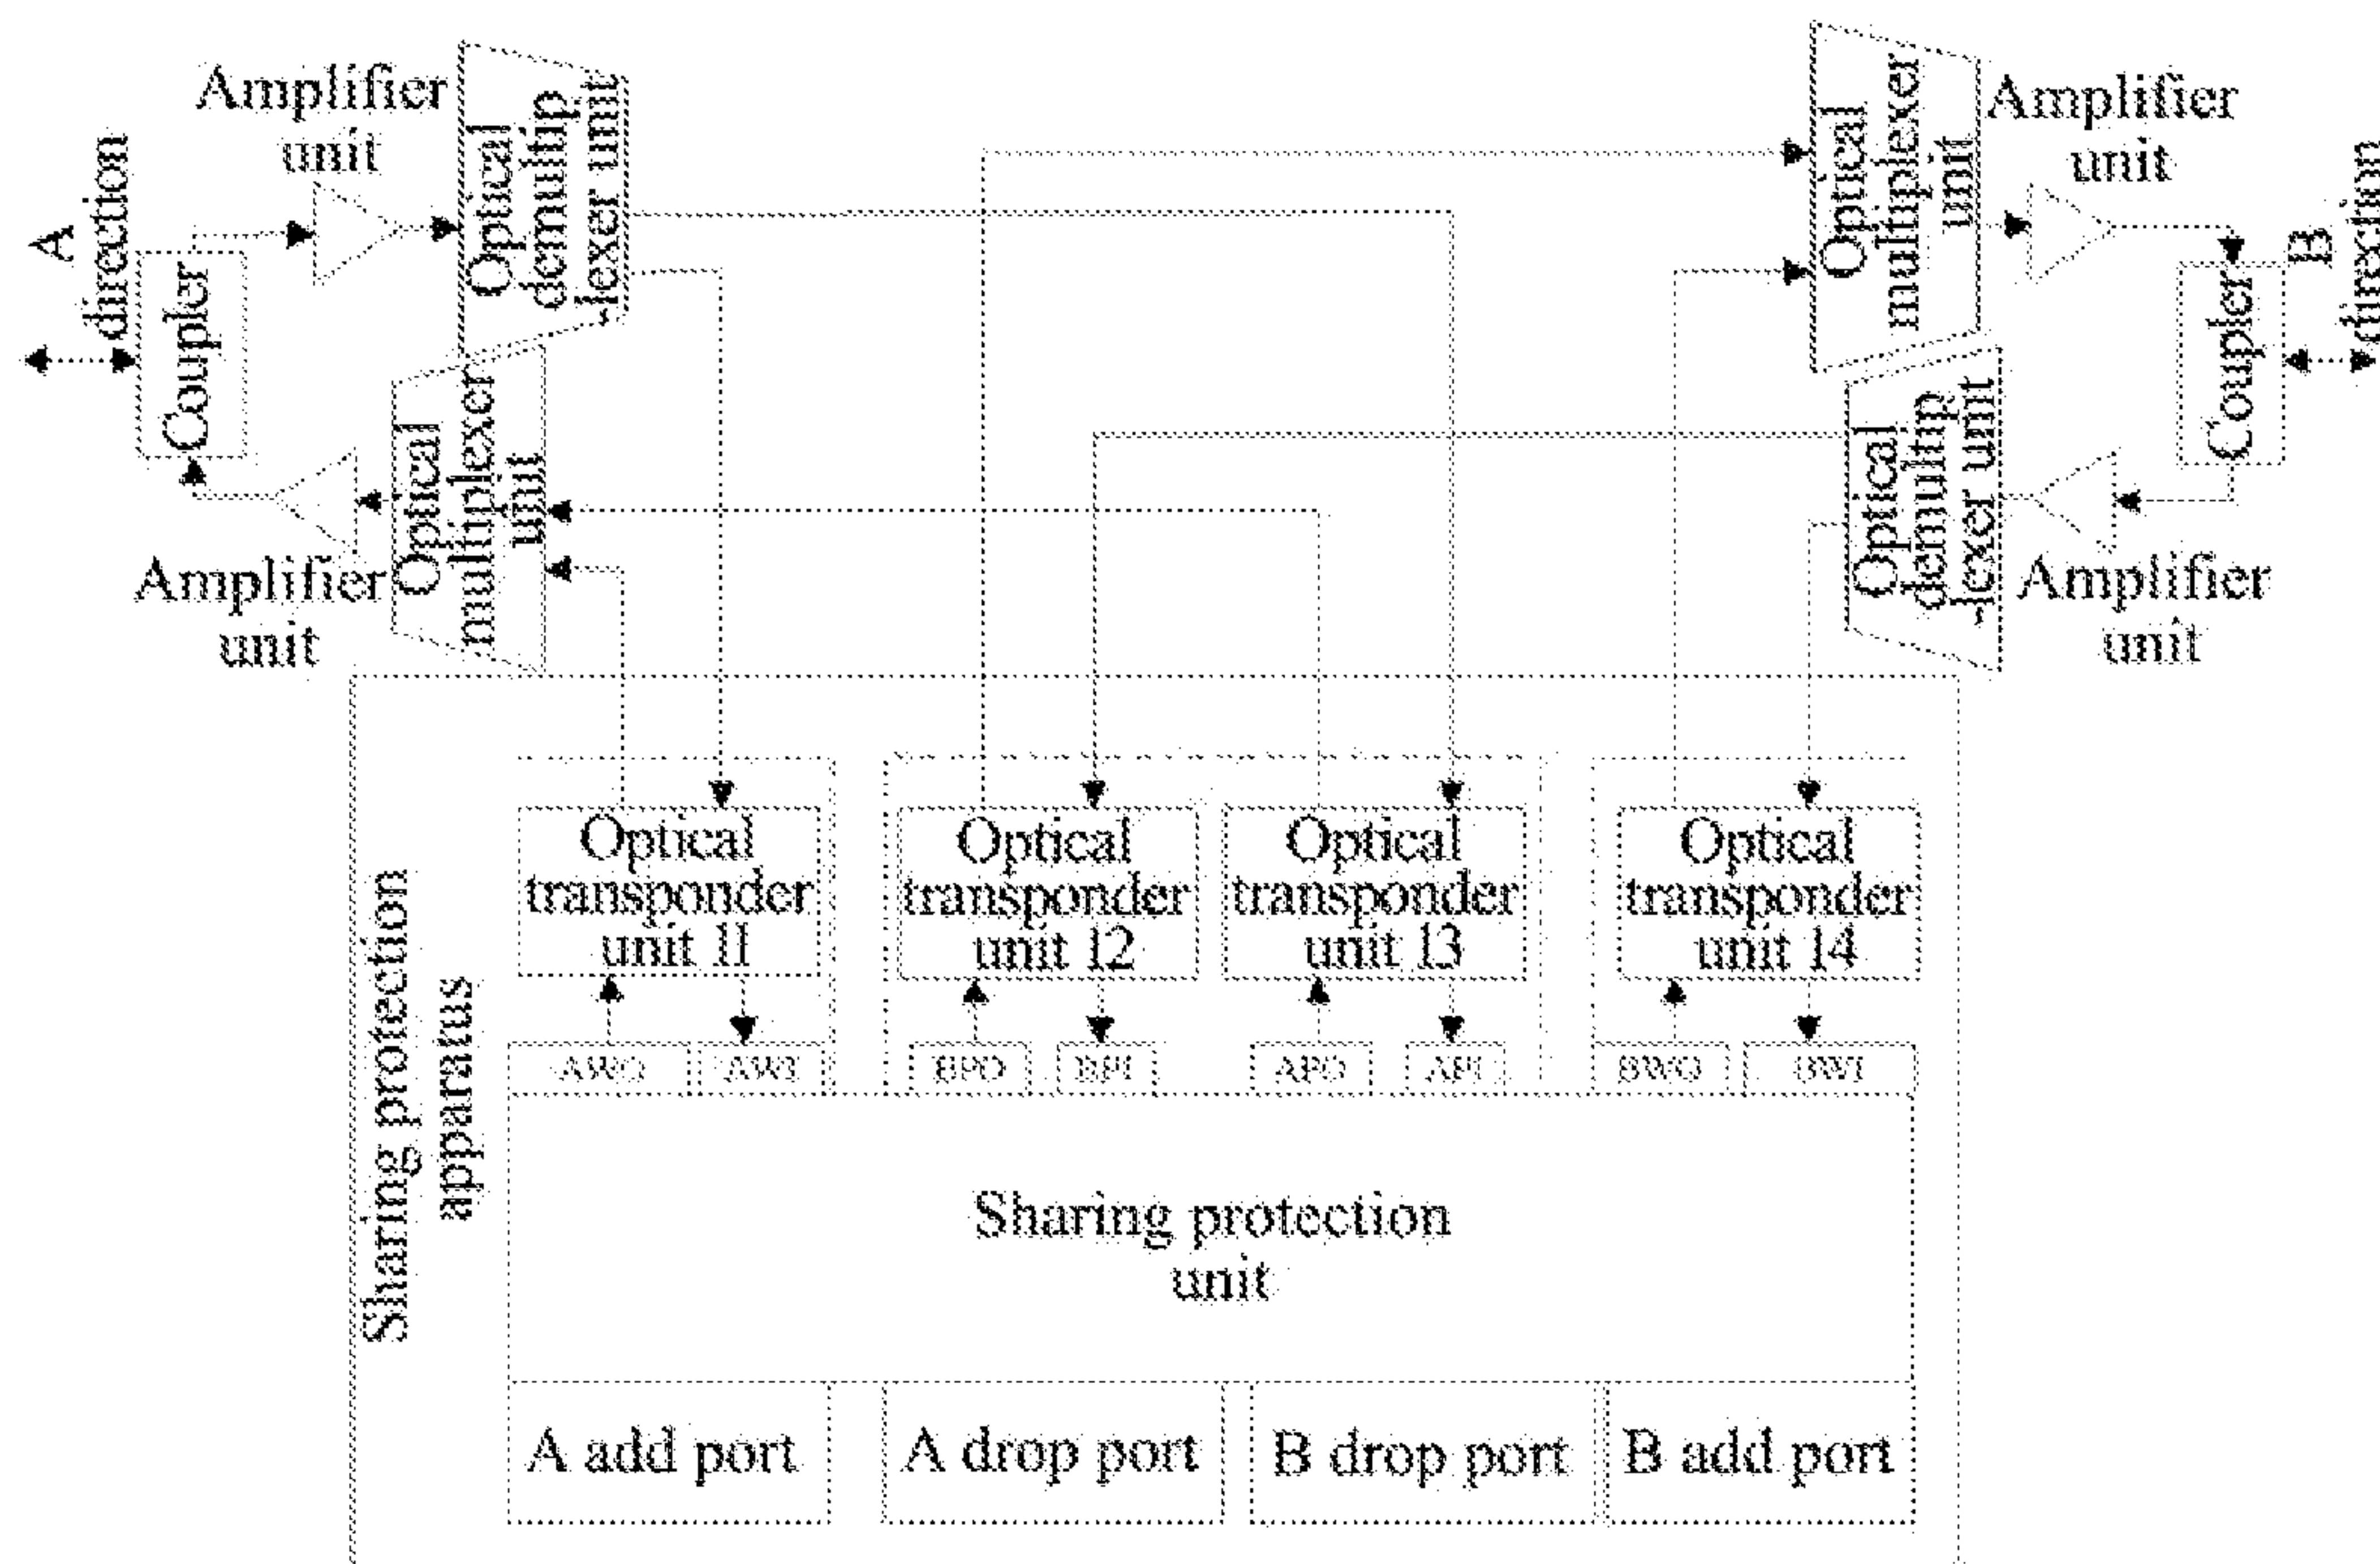 A
direction
Coupler
Amplifier
unit
Optical
demultip
-lexer unit
Amplifier
unit
Optical
multiplexer
unit
Optical
multiplexer
unit
Amplifier
unit
B
direction
Coupler
Optical
demultip
-lexer unit
Amplifier
unit
Sharing protection
apparatus
Optical
transponder
unit 11
Optical
transponder
unit 12
Optical
transponder
unit 13
Optical
transponder
unit 14
AWO
AWI
BPO
BPI
APO
API
BWO
BWI
Sharing protection
unit
A add port
A drop port
B drop port
B add port